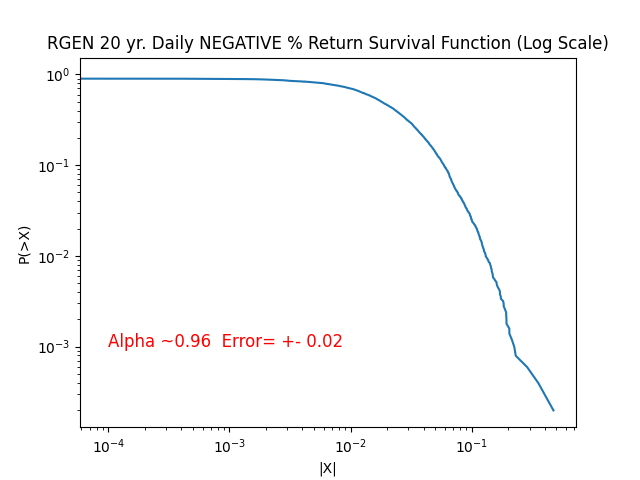 RGEN 20 yr. Daily NEGATIVE % Return Survival Function (Log Scale)
10⁰
10⁻¹
P(>X)
10⁻²
Alpha ~0.96  Error= +- 0.02
10⁻³
10⁻⁴ 10⁻³ 10⁻² 10⁻¹
|X|